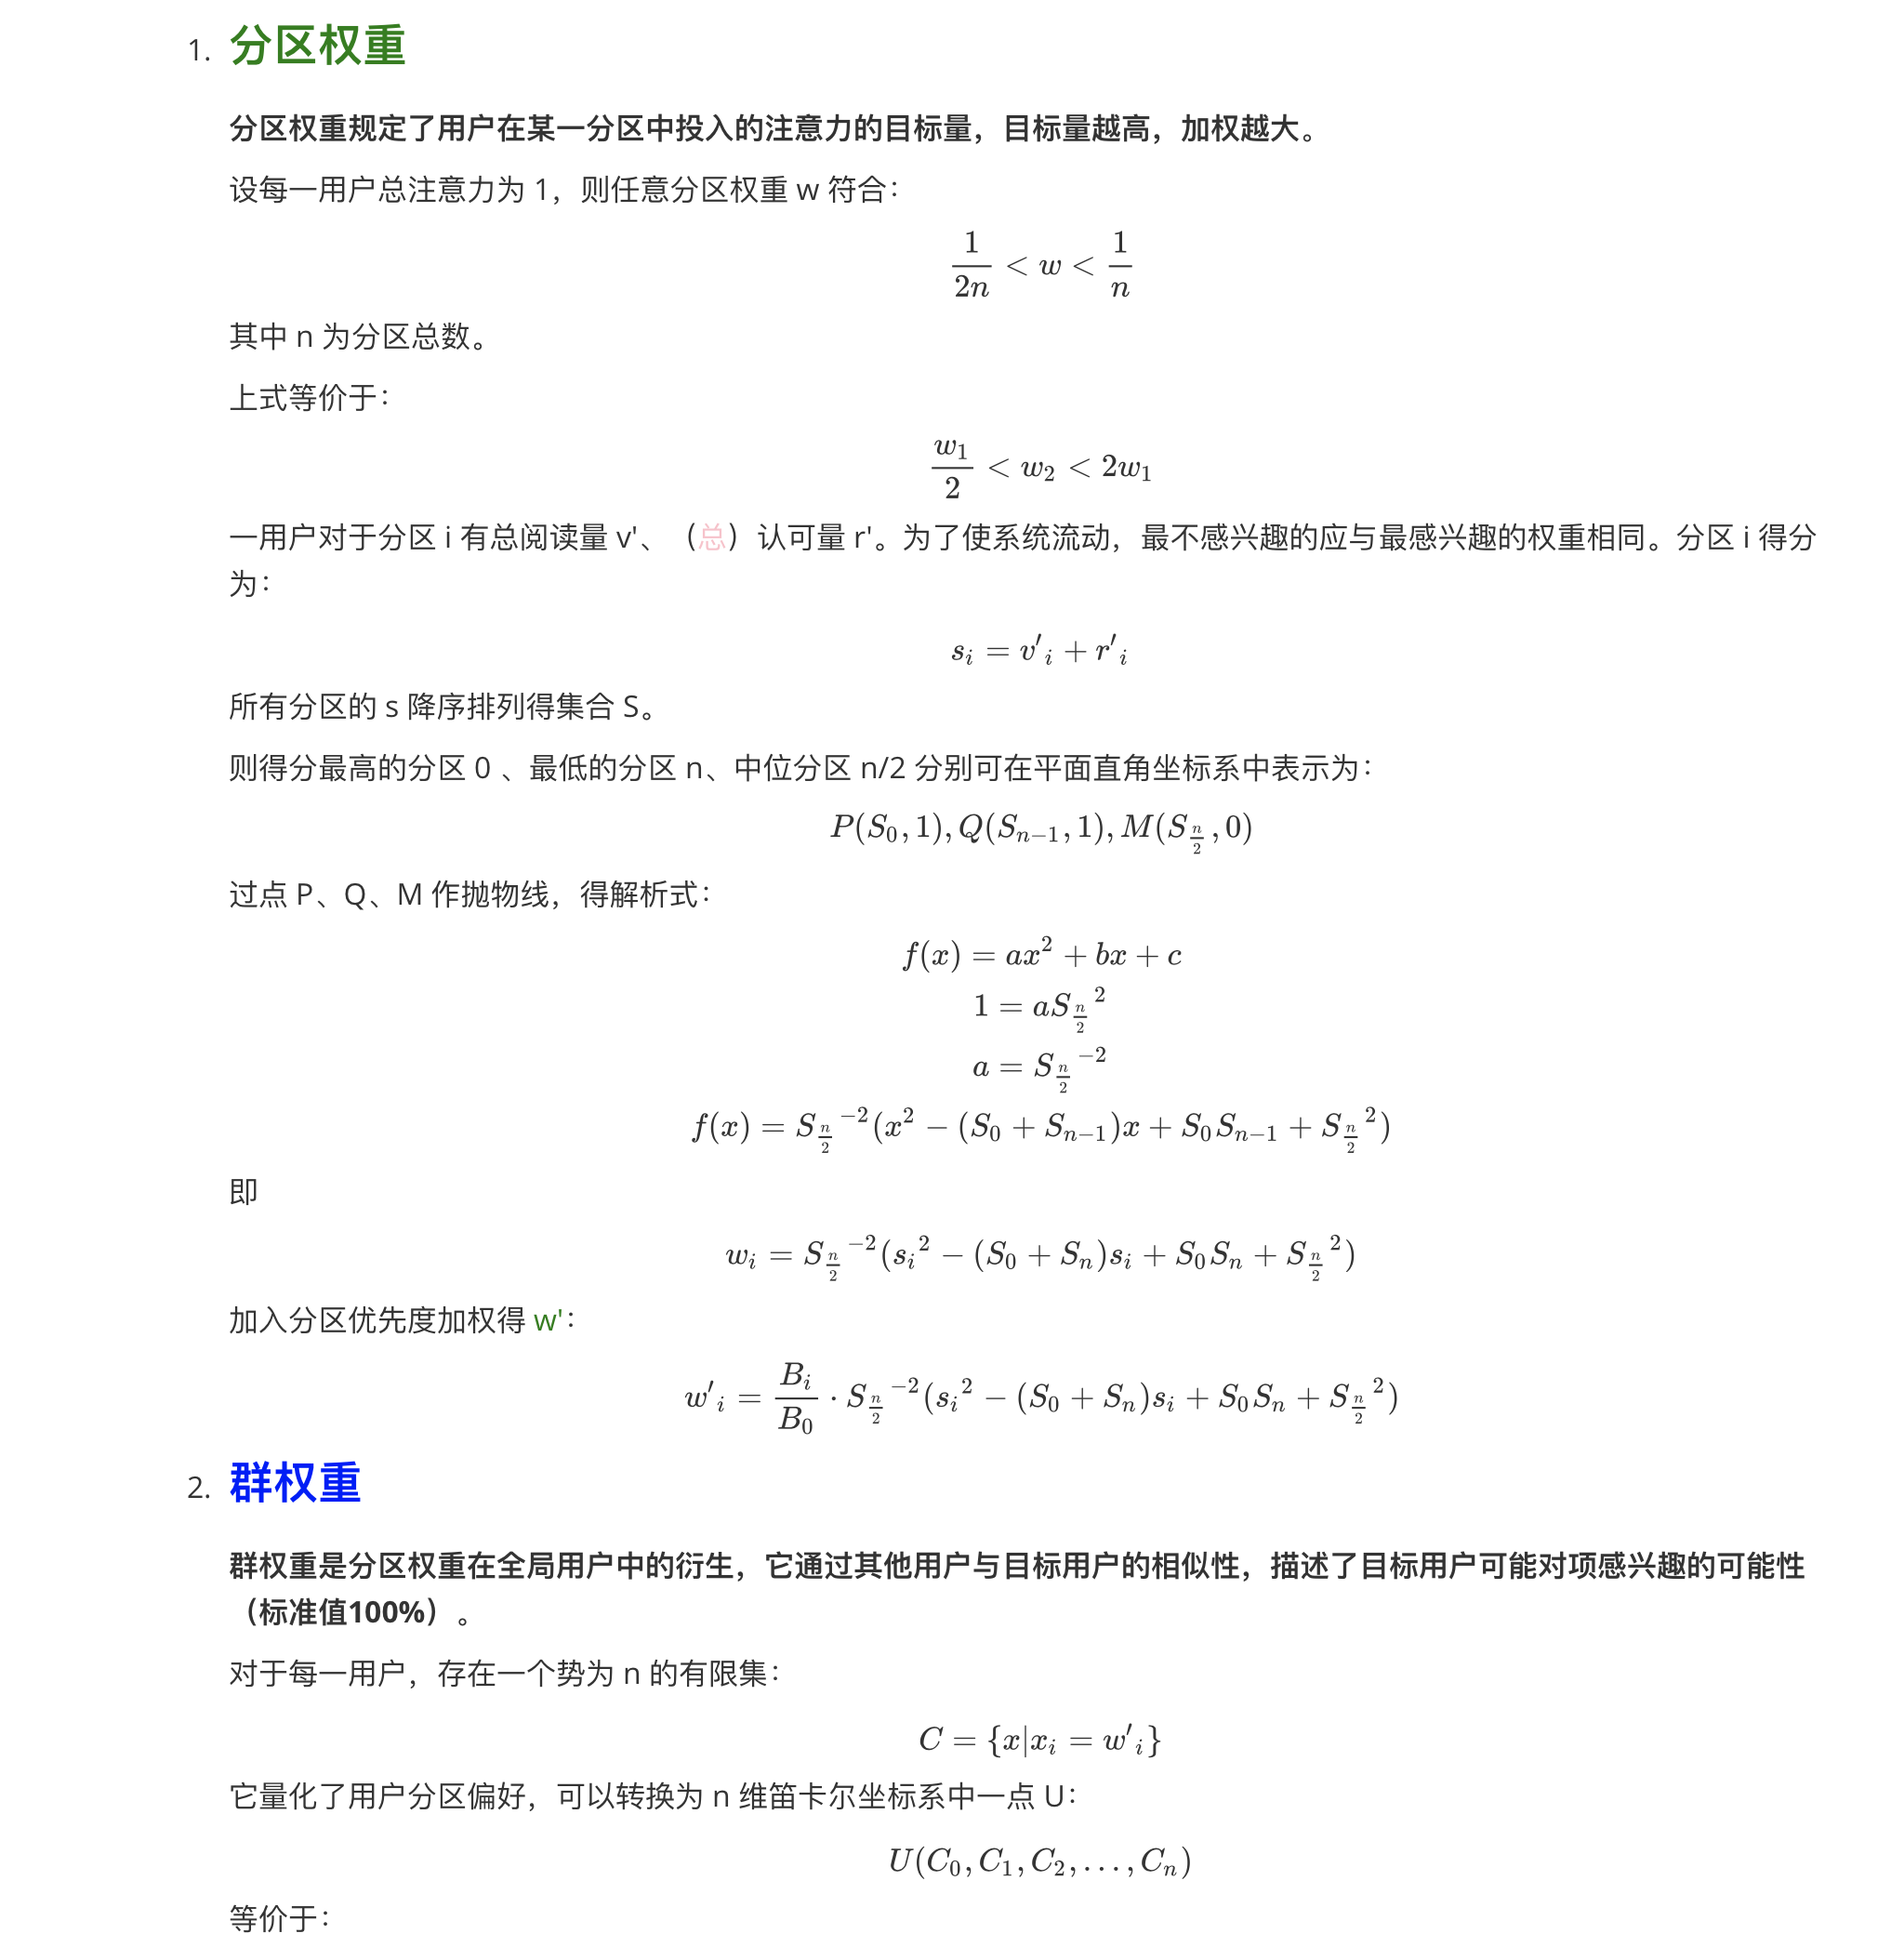 1. 分区权重
分区权重规定了用户在某一分区中投入的注意力的目标量，目标量越高，加权越大。
设每一用户总注意力为 1，则任意分区权重 w 符合：
\frac{1}{2n} < w < \frac{1}{n}
其中 n 为分区总数。
上式等价于：
\frac{w_1}{2} < w_2 < 2w_1
一用户对于分区 i 有总阅读量 v'、（总）认可量 r'。为了使系统流动，最不感兴趣的应与最感兴趣的权重相同。分区 i 得分
为：
s_i = v'_i + r'_i
所有分区的 s 降序排列得集合 S。
则得分最高的分区 0 、最低的分区 n、中位分区 n/2 分别可在平面直角坐标系中表示为：
P(S_0, 1), Q(S_{n-1}, 1), M(S_{\frac{n}{2}}, 0)
过点 P、Q、M 作抛物线，得解析式：
f(x) = ax^2 + bx + c
1 = aS_{\frac{n}{2}}^2
a = S_{\frac{n}{2}}^{-2}
f(x) = S_{\frac{n}{2}}^{-2}(x^2 - (S_0 + S_{n-1})x + S_0S_{n-1} + S_{\frac{n}{2}}^2)
即
w_i = S_{\frac{n}{2}}^{-2}(s_i^2 - (S_0 + S_n)s_i + S_0S_n + S_{\frac{n}{2}}^2)
加入分区优先度加权得 w'：
w'_i = \frac{B_i}{B_0} \cdot S_{\frac{n}{2}}^{-2}(s_i^2 - (S_0 + S_n)s_i + S_0S_n + S_{\frac{n}{2}}^2)
2. 群权重
群权重是分区权重在全局用户中的衍生，它通过其他用户与目标用户的相似性，描述了目标用户可能对项感兴趣的可能性
（标准值100%）。
对于每一用户，存在一个势为 n 的有限集：
C = {x|x_i = w'_i}
它量化了用户分区偏好，可以转换为 n 维笛卡尔坐标系中一点 U：
U(C_0, C_1, C_2, ..., C_n)
等价于：